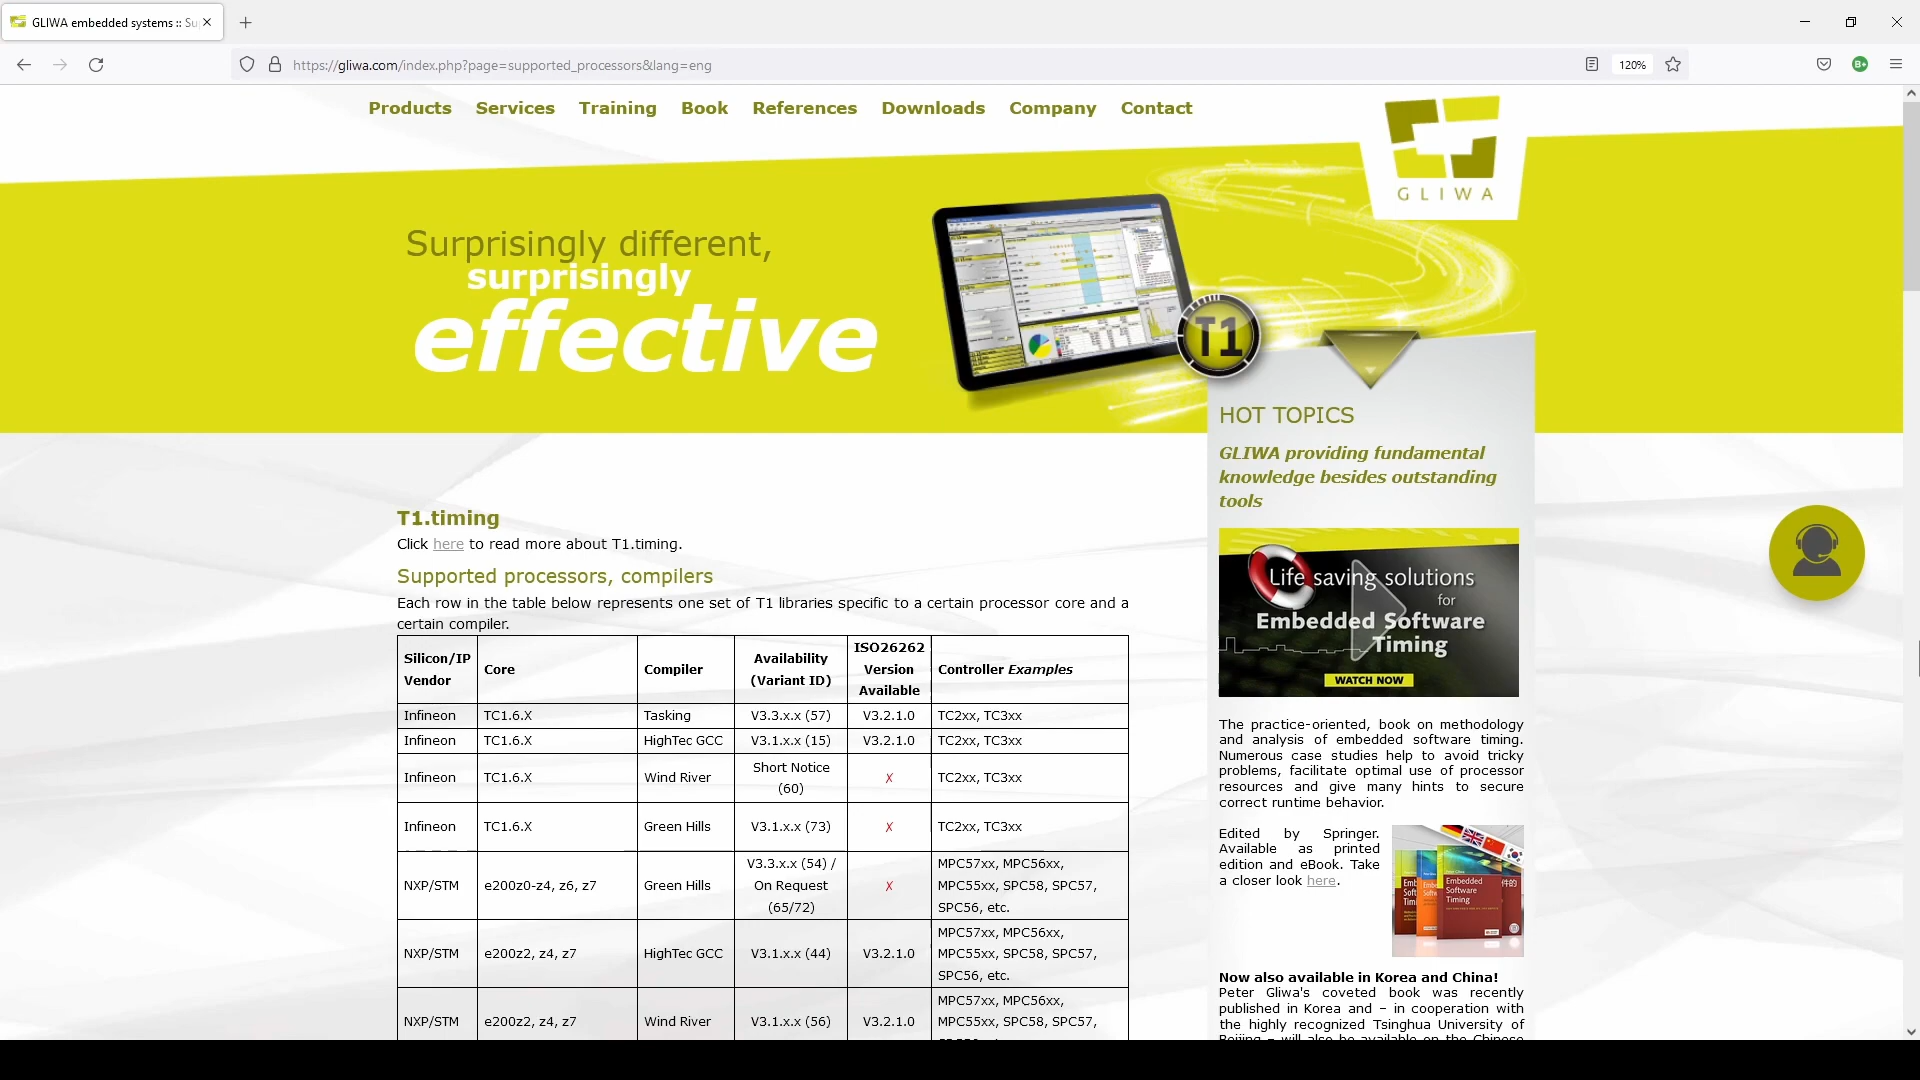 GLIWA embedded systems :: Su
https://gliwa.com/index.php?page=supported_processors&lang=eng
120%
Products Services Training Book References Downloads Company Contact
GLIWA
Surprisingly different,
surprisingly
effective
T1
HOT TOPICS
GLIWA providing fundamental
knowledge besides outstanding
tools
Life saving solutions
for
Embedded Software
Timing
WATCH NOW
The practice-oriented, book on methodology
and analysis of embedded software timing.
Numerous case studies help to avoid tricky
problems, facilitate optimal use of processor
resources and give many hints to secure
correct runtime behavior.
Edited by Springer.
Available as printed
edition and eBook. Take
a closer look here.
Embedded
Software
Timing
Now also available in Korea and China!
Peter Gliwa's coveted book was recently
published in Korea and – in cooperation with
the highly recognized Tsinghua University of
Beijing – will also be available on the Chinese
T1.timing
Click here to read more about T1.timing.
Supported processors, compilers
Each row in the table below represents one set of T1 libraries specific to a certain processor core and a
certain compiler.
Silicon/IP Vendor Core Compiler Availability (Variant ID) ISO26262 Version Available Controller Examples
Infineon TC1.6.X Tasking V3.3.x.x (57) V3.2.1.0 TC2xx, TC3xx
Infineon TC1.6.X HighTec GCC V3.1.x.x (15) V3.2.1.0 TC2xx, TC3xx
Infineon TC1.6.X Wind River Short Notice (60) ✗ TC2xx, TC3xx
Infineon TC1.6.X Green Hills V3.1.x.x (73) ✗ TC2xx, TC3xx
NXP/STM e200z0-z4, z6, z7 Green Hills V3.3.x.x (54) / On Request (65/72) ✗ MPC57xx, MPC56xx, MPC55xx, SPC58, SPC57, SPC56, etc.
NXP/STM e200z2, z4, z7 HighTec GCC V3.1.x.x (44) V3.2.1.0 MPC57xx, MPC56xx, MPC55xx, SPC58, SPC57, SPC56, etc.
NXP/STM e200z2, z4, z7 Wind River V3.1.x.x (56) V3.2.1.0 MPC57xx, MPC56xx, MPC55xx, SPC58, SPC57,